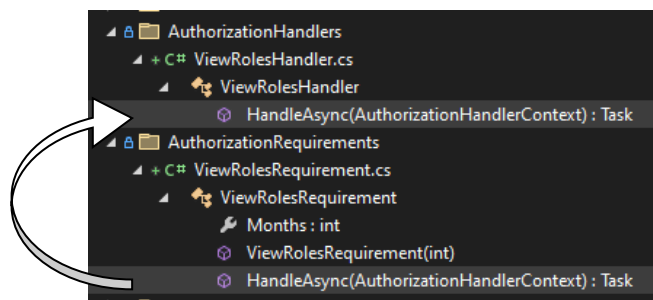 AuthorizationHandlers
+ C# ViewRolesHandler.cs
ViewRolesHandler
HandleAsync(AuthorizationHandlerContext) : Task
AuthorizationRequirements
+ C# ViewRolesRequirement.cs
ViewRolesRequirement
Months : int
ViewRolesRequirement(int)
HandleAsync(AuthorizationHandlerContext) : Task